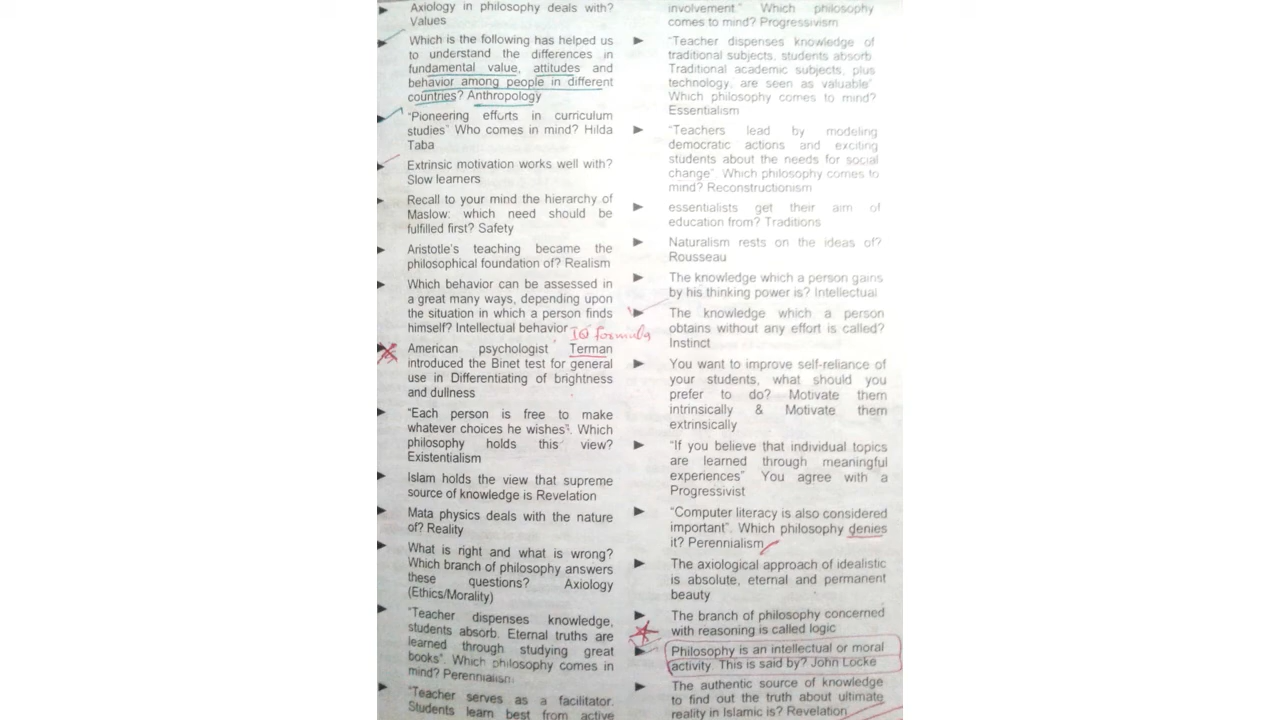 Axiology in philosophy deals with?
Values
Which is the following has helped us
to understand the differences in
fundamental value, attitudes and
behavior among people in different
countries? Anthropology
"Pioneering efforts in curriculum
studies" Who comes in mind? Hilda
Taba
Extrinsic motivation works well with?
Slow learners
Recall to your mind the hierarchy of
Maslow: which need should be
fulfilled first? Safety
Aristotle's teaching became the
philosophical foundation of? Realism
Which behavior can be assessed in
a great many ways, depending upon
the situation in which a person finds
himself? Intellectual behavior
IQ formula
American psychologist Terman
introduced the Binet test for general
use in Differentiating of brightness
and dullness
"Each person is free to make
whatever choices he wishes". Which
philosophy holds this view?
Existentialism
Islam holds the view that supreme
source of knowledge is Revelation
Mata physics deals with the nature
of? Reality
What is right and what is wrong?
Which branch of philosophy answers
these questions? Axiology
(Ethics/Morality)
"Teacher dispenses knowledge,
students absorb. Eternal truths are
learned through studying great
books". Which philosophy comes in
mind? Perennialism
"Teacher serves as a facilitator.
Students learn best from active
involvement." Which philosophy
comes to mind? Progressivism
"Teacher dispenses knowledge of
traditional subjects, students absorb
Traditional academic subjects, plus
technology, are seen as valuable"
Which philosophy comes to mind?
Essentialism
"Teachers lead by modeling
democratic actions and exciting
students about the needs for social
change". Which philosophy comes to
mind? Reconstructionism
essentialists get their aim of
education from? Traditions
Naturalism rests on the ideas of?
Rousseau
The knowledge which a person gains
by his thinking power is? Intellectual
The knowledge which a person
obtains without any effort is called?
Instinct
You want to improve self-reliance of
your students, what should you
prefer to do? Motivate them
intrinsically & Motivate them
extrinsically
"If you believe that individual topics
are learned through meaningful
experiences" You agree with a
Progressivist
"Computer literacy is also considered
important". Which philosophy denies
it? Perennialism
The axiological approach of idealistic
is absolute, eternal and permanent
beauty
The branch of philosophy concerned
with reasoning is called logic
Philosophy is an intellectual or moral
activity. This is said by? John Locke
The authentic source of knowledge
to find out the truth about ultimate
reality in Islamic is? Revelation